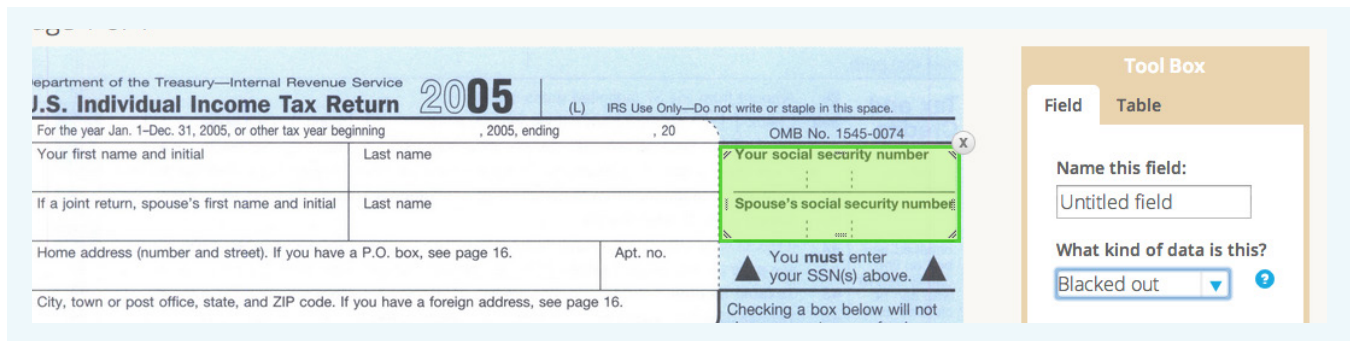 Department of the Treasury—Internal Revenue Service
U.S. Individual Income Tax Return 2005 (L) IRS Use Only—Do not write or staple in this space.
For the year Jan. 1–Dec. 31, 2005, or other tax year beginning , 2005, ending , 20 OMB No. 1545-0074
Your first name and initial Last name Your social security number
If a joint return, spouse's first name and initial Last name Spouse's social security number
Home address (number and street). If you have a P.O. box, see page 16. Apt. no. You must enter
your SSN(s) above.
City, town or post office, state, and ZIP code. If you have a foreign address, see page 16. Checking a box below will not
X
Tool Box
Field Table
Name this field:
Untitled field
What kind of data is this?
Blacked out ?